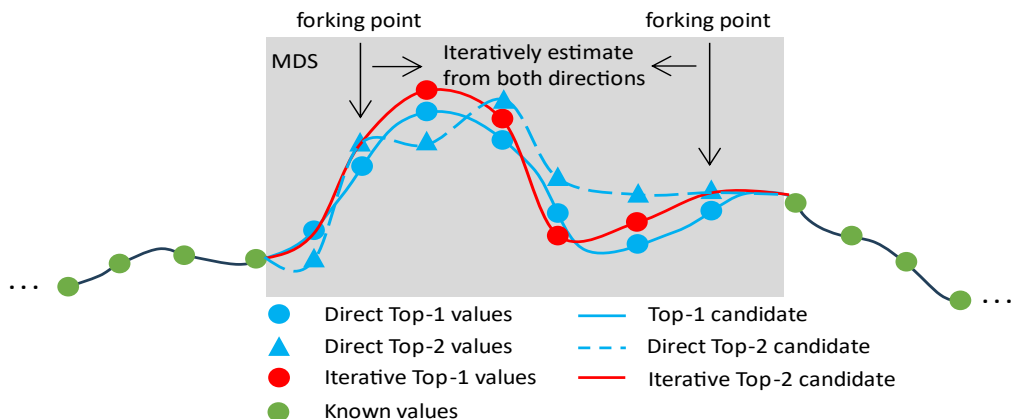 forking point
forking point
MDS
Iteratively estimate
from both directions
...
...
Direct Top-1 values
Top-1 candidate
Direct Top-2 values
Direct Top-2 candidate
Iterative Top-1 values
Iterative Top-2 candidate
Known values